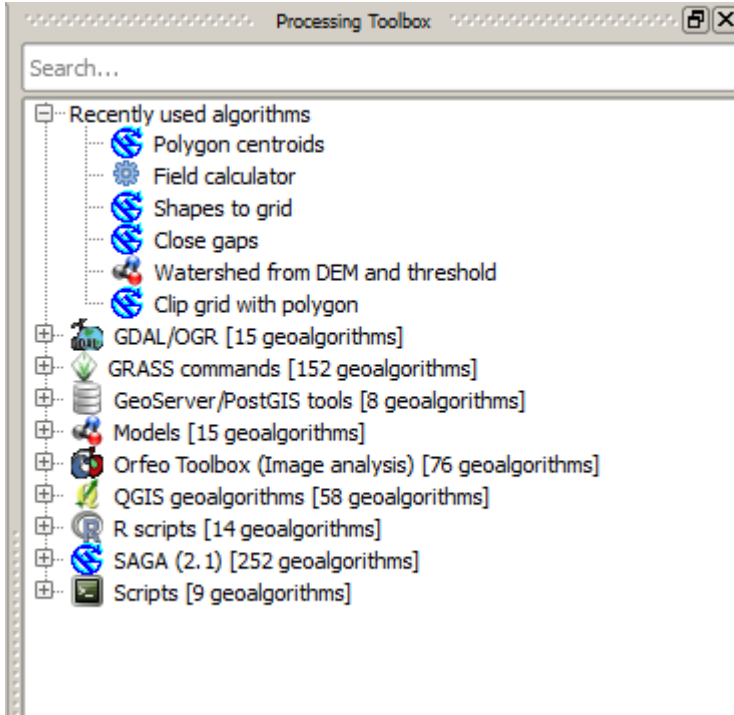 Processing Toolbox
Search...
Recently used algorithms
Polygon centroids
Field calculator
Shapes to grid
Close gaps
Watershed from DEM and threshold
Clip grid with polygon
GDAL/OGR [15 geoalgorithms]
GRASS commands [152 geoalgorithms]
GeoServer/PostGIS tools [8 geoalgorithms]
Models [15 geoalgorithms]
Orfeo Toolbox (Image analysis) [76 geoalgorithms]
QGIS geoalgorithms [58 geoalgorithms]
R scripts [14 geoalgorithms]
SAGA (2.1) [252 geoalgorithms]
Scripts [9 geoalgorithms]